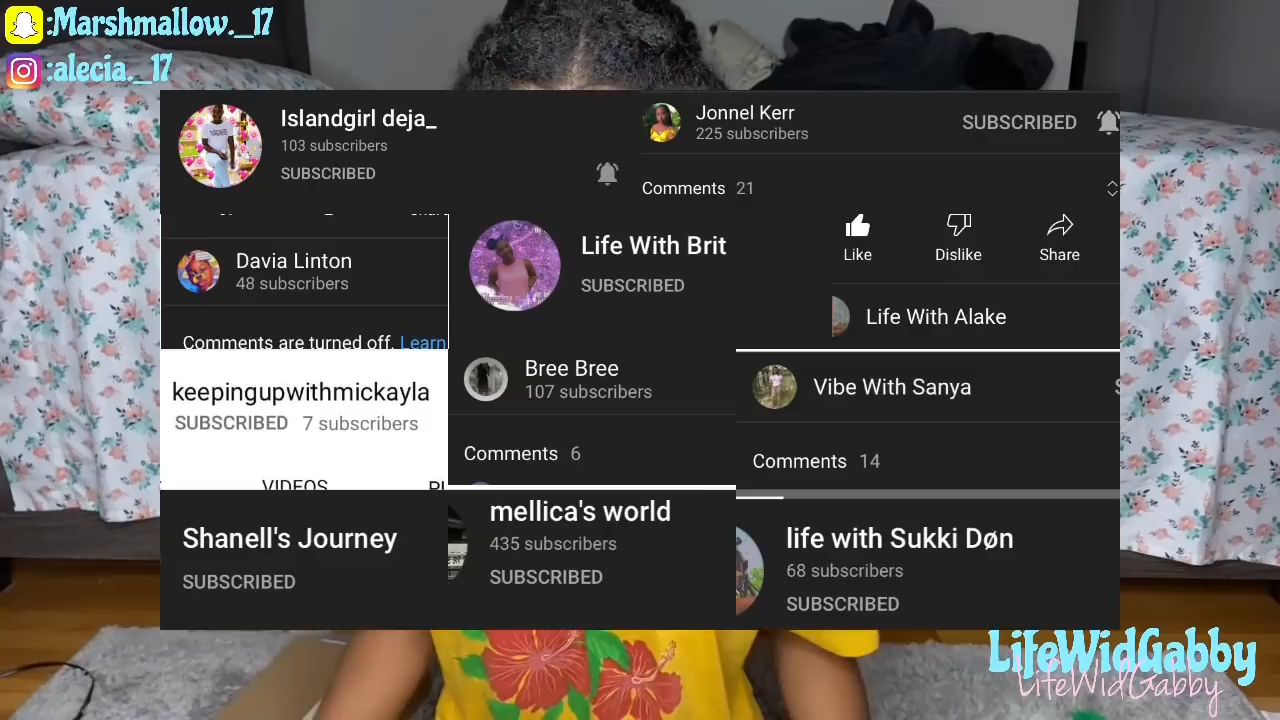 :Marshmallow._17
:alecia._17
Islandgirl deja_
103 subscribers
SUBSCRIBED
Jonnel Kerr
225 subscribers
SUBSCRIBED
Comments 21
Like
Dislike
Share
Davia Linton
48 subscribers
Comments are turned off. Learn
Life With Brit
SUBSCRIBED
Life With Alake
keepingupwithmickayla
SUBSCRIBED 7 subscribers
VIDEOS
Bree Bree
107 subscribers
Comments 6
Vibe With Sanya
Comments 14
Shanell's Journey
SUBSCRIBED
mellica's world
435 subscribers
SUBSCRIBED
life with Sukki Døn
68 subscribers
SUBSCRIBED
LifeWidGabby
LifeWidGabby